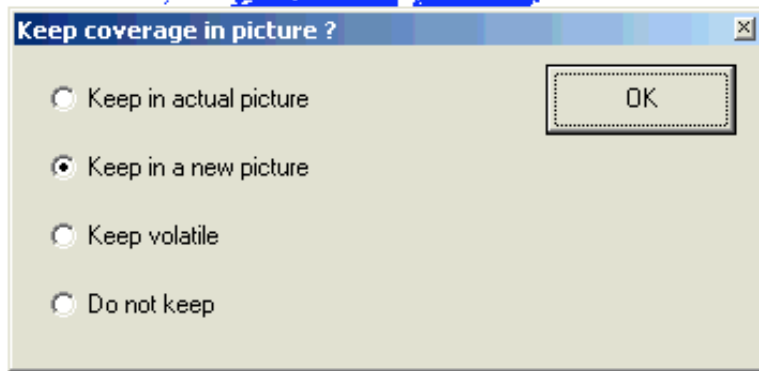 Keep coverage in picture ?
Keep in actual picture
OK
Keep in a new picture
Keep volatile
Do not keep